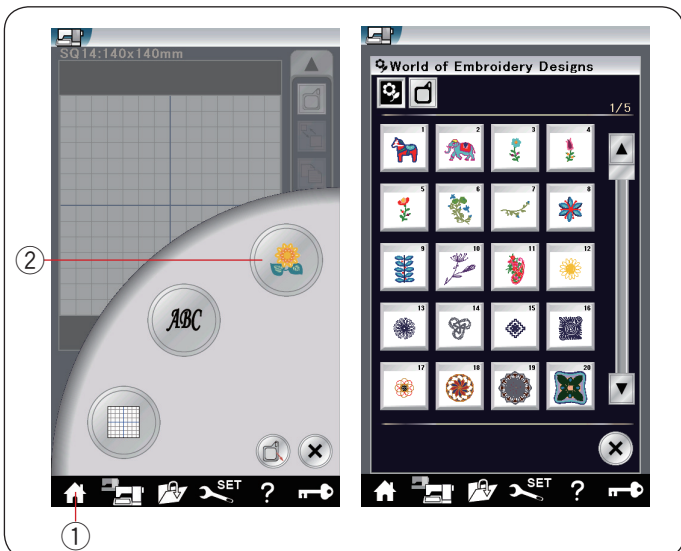 SQ14:140x140mm
②
ABC
SET
?
①
World of Embroidery Designs
1/5
1 2 3 4
5 6 7 8
9 10 11 12
13 14 15 16
17 18 19 20
SET
?